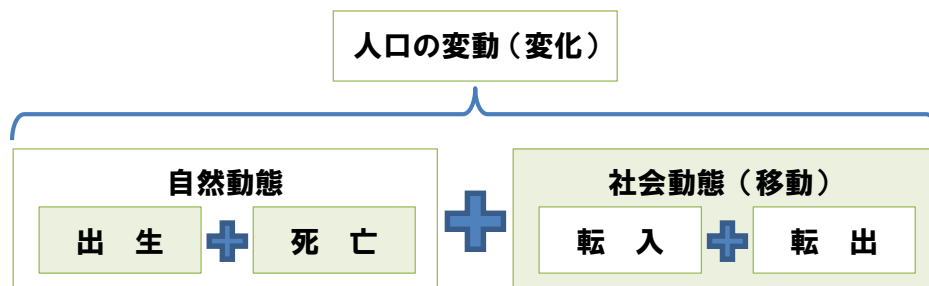 人口の変動（変化）
自然動態
社会動態（移動）
出　生
死　亡
転　入
転　出